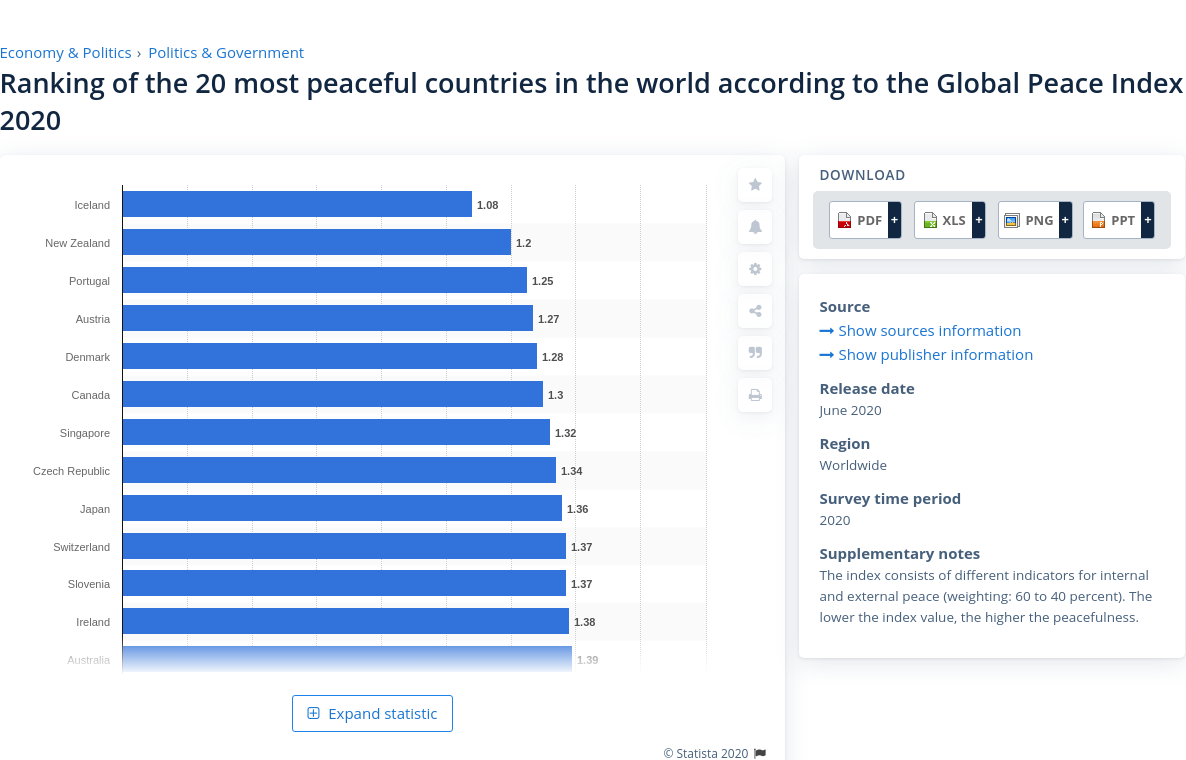 Economy & Politics › Politics & Government
Ranking of the 20 most peaceful countries in the world according to the Global Peace Index
2020
Iceland 1.08
New Zealand 1.2
Portugal 1.25
Austria 1.27
Denmark 1.28
Canada 1.3
Singapore 1.32
Czech Republic 1.34
Japan 1.36
Switzerland 1.37
Slovenia 1.37
Ireland 1.38
Australia 1.39
Expand statistic
© Statista 2020
DOWNLOAD
PDF + XLS + PNG + PPT +
Source
Show sources information
Show publisher information
Release date
June 2020
Region
Worldwide
Survey time period
2020
Supplementary notes
The index consists of different indicators for internal
and external peace (weighting: 60 to 40 percent). The
lower the index value, the higher the peacefulness.